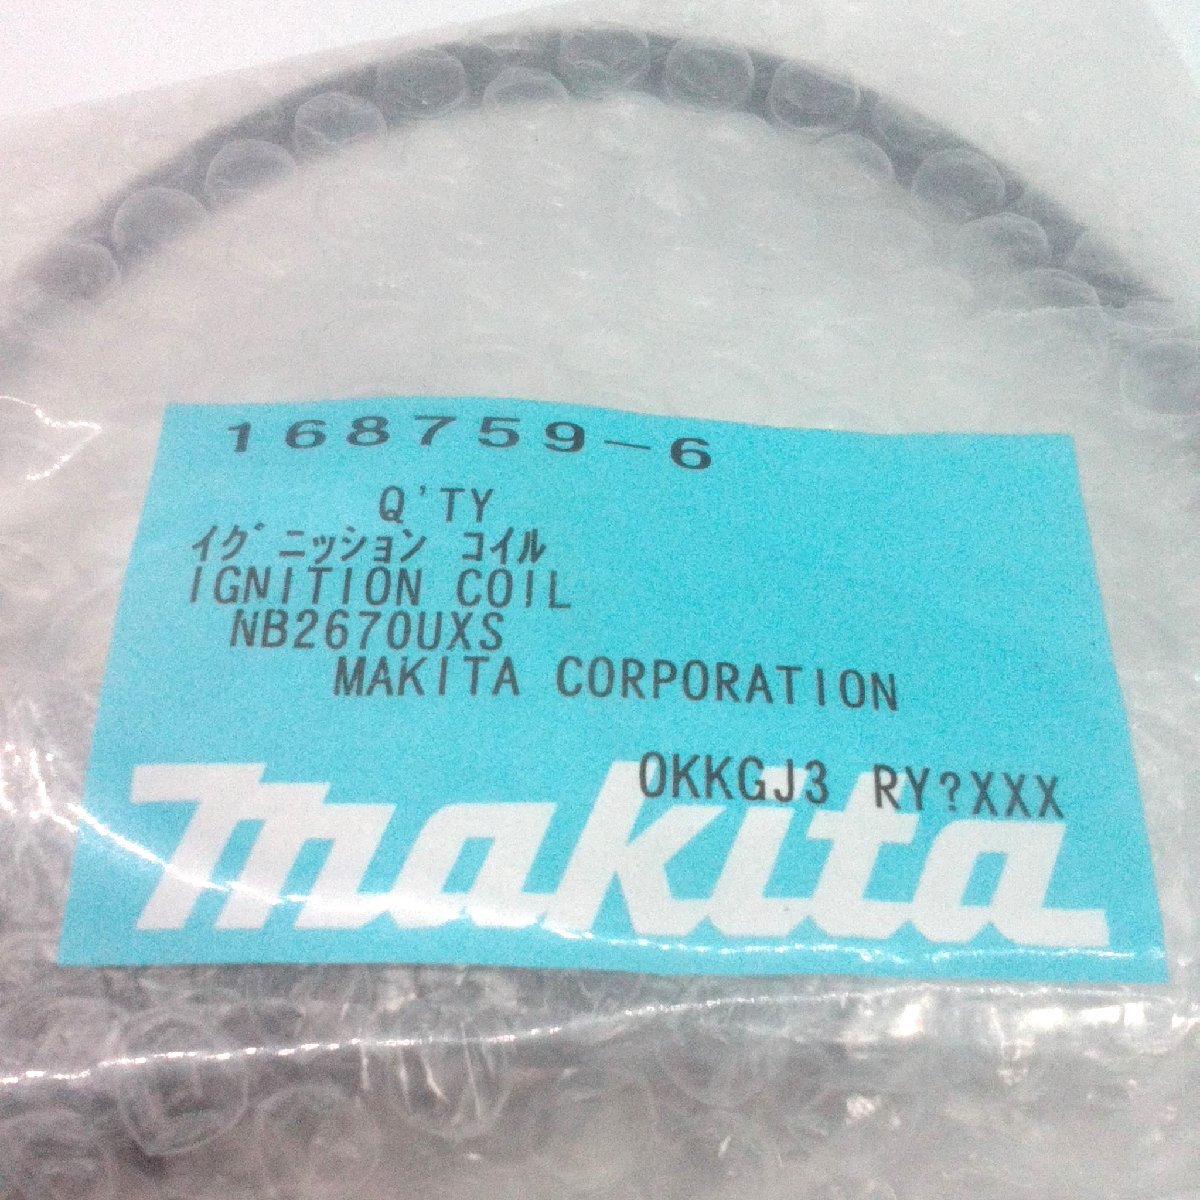 168759-6
Q'TY
イグニッション コイル
IGNITION COIL
NB2670UXS
MAKITA CORPORATION
OKKGJ3 RY?XXX
makita